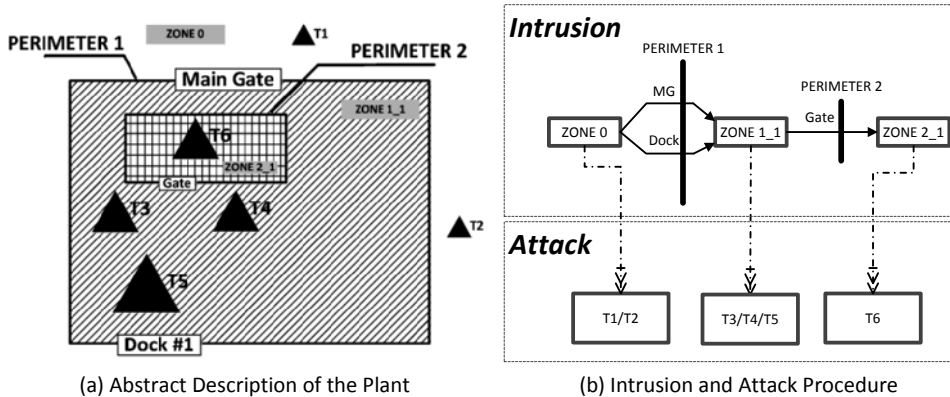 ZONE 0
T1
PERIMETER 1
PERIMETER 2
Main Gate
ZONE 1_1
T6
ZONE 2_1
Gate
T3
T4
T2
T5
Dock #1
(a) Abstract Description of the Plant
Intrusion
PERIMETER 1
PERIMETER 2
MG
Gate
ZONE 0
ZONE 1_1
ZONE 2_1
Dock
Attack
T1/T2
T3/T4/T5
T6
(b) Intrusion and Attack Procedure